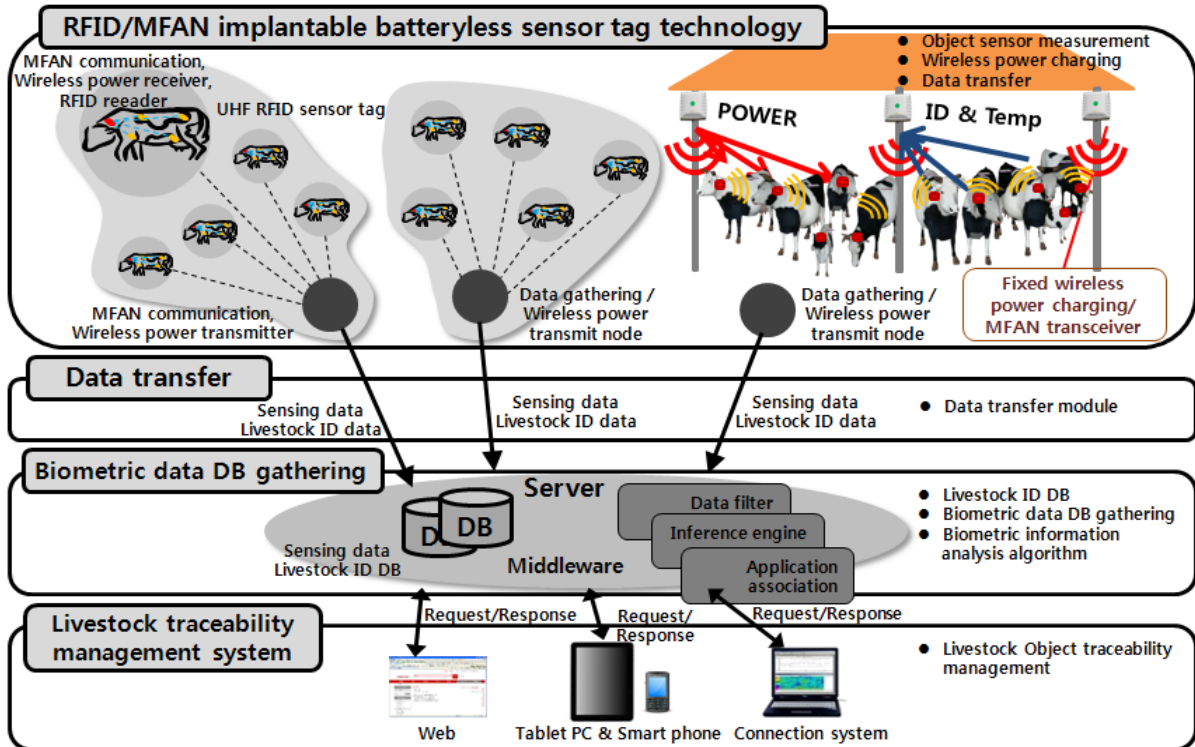 RFID/MFAN implantable batteryless sensor tag technology
MFAN communication,
Wireless power receiver,
RFID reeader
UHF RFID sensor tag
MFAN communication,
Wireless power transmitter
Data gathering /
Wireless power
transmit node
● Object sensor measurement
● Wireless power charging
● Data transfer
POWER
ID & Temp
Data gathering /
Wireless power
transmit node
Fixed wireless
power charging/
MFAN transceiver
Data transfer
Sensing data
Livestock ID data
Sensing data
Livestock ID data
Sensing data
Livestock ID data
● Data transfer module
Biometric data DB gathering
Server
DB
Sensing data
Livestock ID DB
Middleware
Data filter
Inference engine
Application
association
● Livestock ID DB
● Biometric data DB gathering
● Biometric information
analysis algorithm
Livestock traceability
management system
Request/Response
Request/
Response
Request/Response
Web
Tablet PC & Smart phone
Connection system
● Livestock Object traceability
management